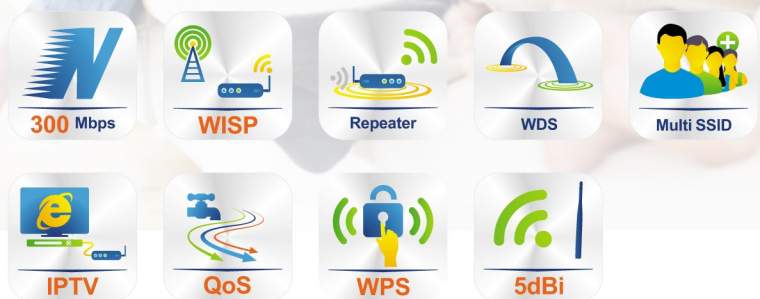 300 Mbps
WISP
Repeater
WDS
Multi SSID
IPTV
QoS
WPS
5dBi